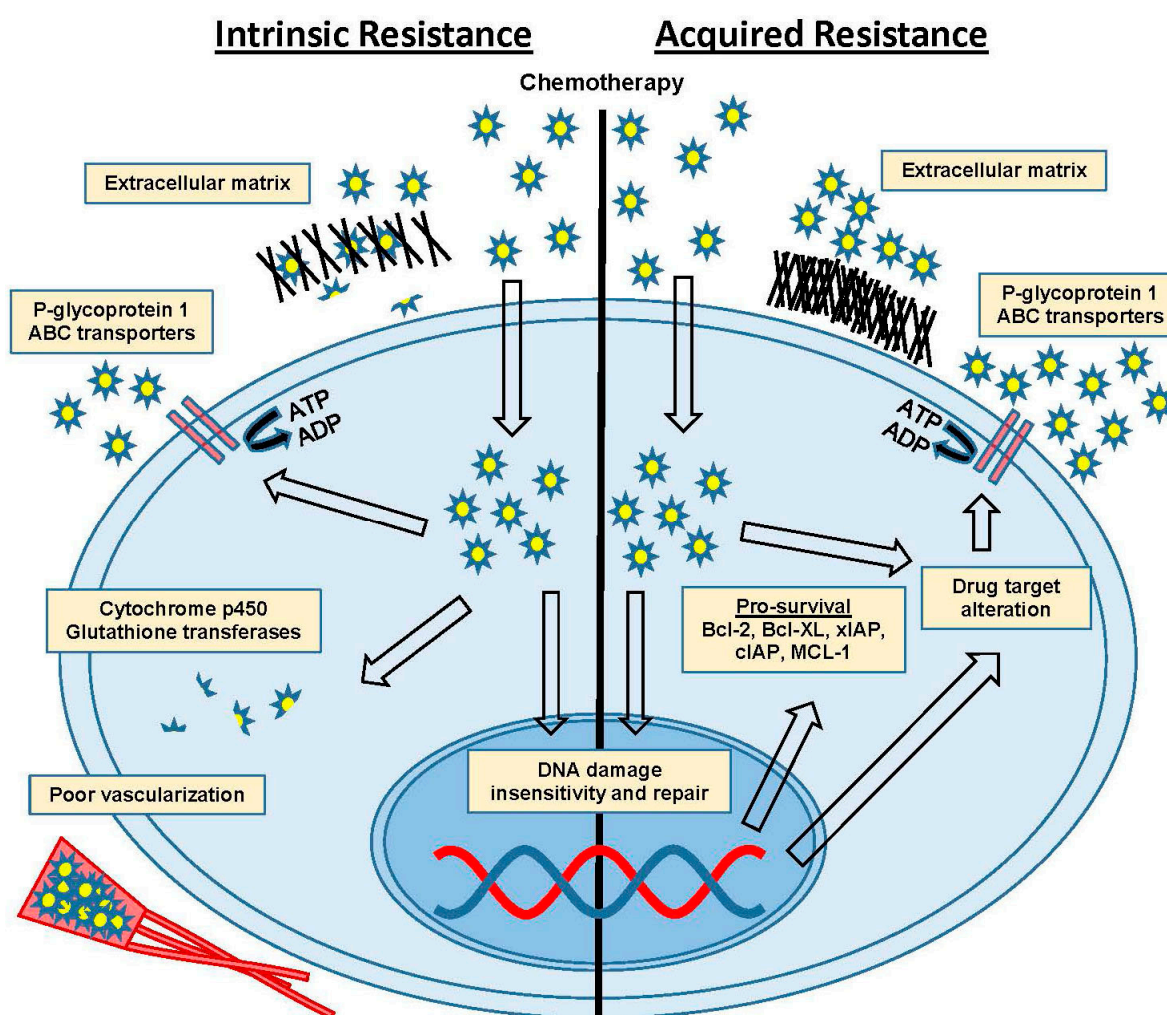 Intrinsic Resistance
Acquired Resistance
Chemotherapy
Extracellular matrix
Extracellular matrix
P-glycoprotein 1
ABC transporters
P-glycoprotein 1
ABC transporters
ATP
ADP
ATP
ADP
Cytochrome p450
Glutathione transferases
Pro-survival
Bcl-2, Bcl-XL, xIAP,
cIAP, MCL-1
Drug target
alteration
Poor vascularization
DNA damage
insensitivity and repair